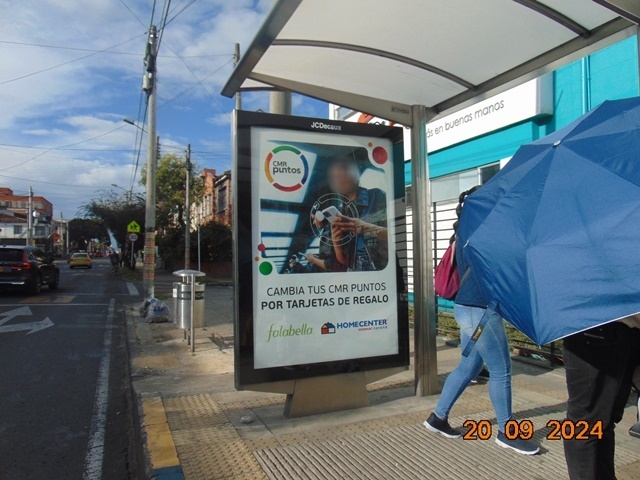 JCDecaux
ás en buenas manos
CMR
puntos
CAMBIA TUS CMR PUNTOS
POR TARJETAS DE REGALO
falabella
HOMECENTER
20 09 2024